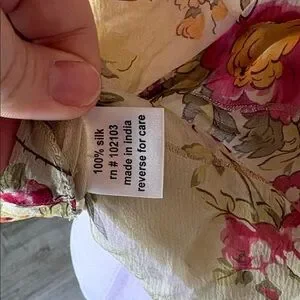 100% silk
rn # 102103
made in india
reverse for care